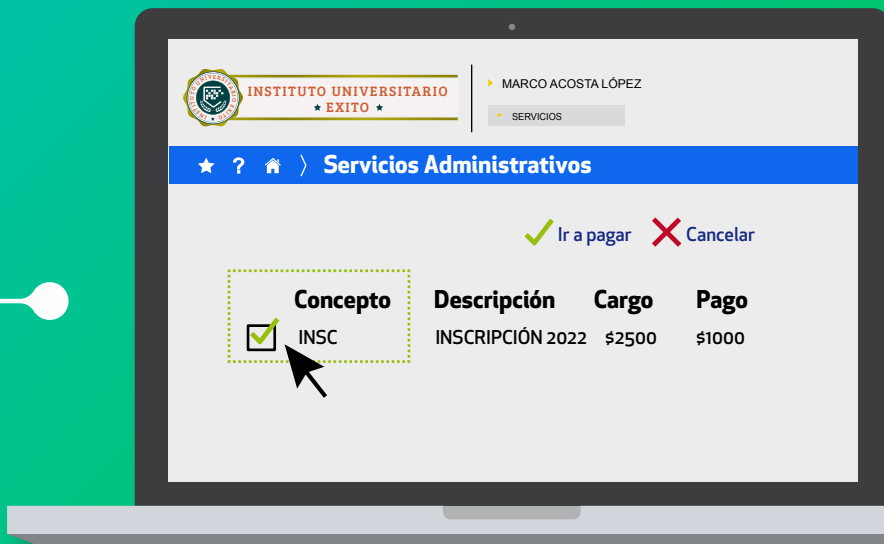 INSTITUTO UNIVERSITARIO
★ EXITO ★
MARCO ACOSTA LÓPEZ
SERVICIOS
? 〉 Servicios Administrativos
Ir a pagar Cancelar
Concepto Descripción Cargo Pago
INSC INSCRIPCIÓN 2022 $2500 $1000